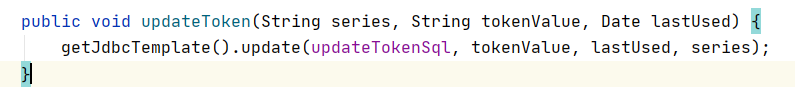 public void updateToken(String series, String tokenValue, Date lastUsed) {
    getJdbcTemplate().update(updateTokenSql, tokenValue, lastUsed, series);
}